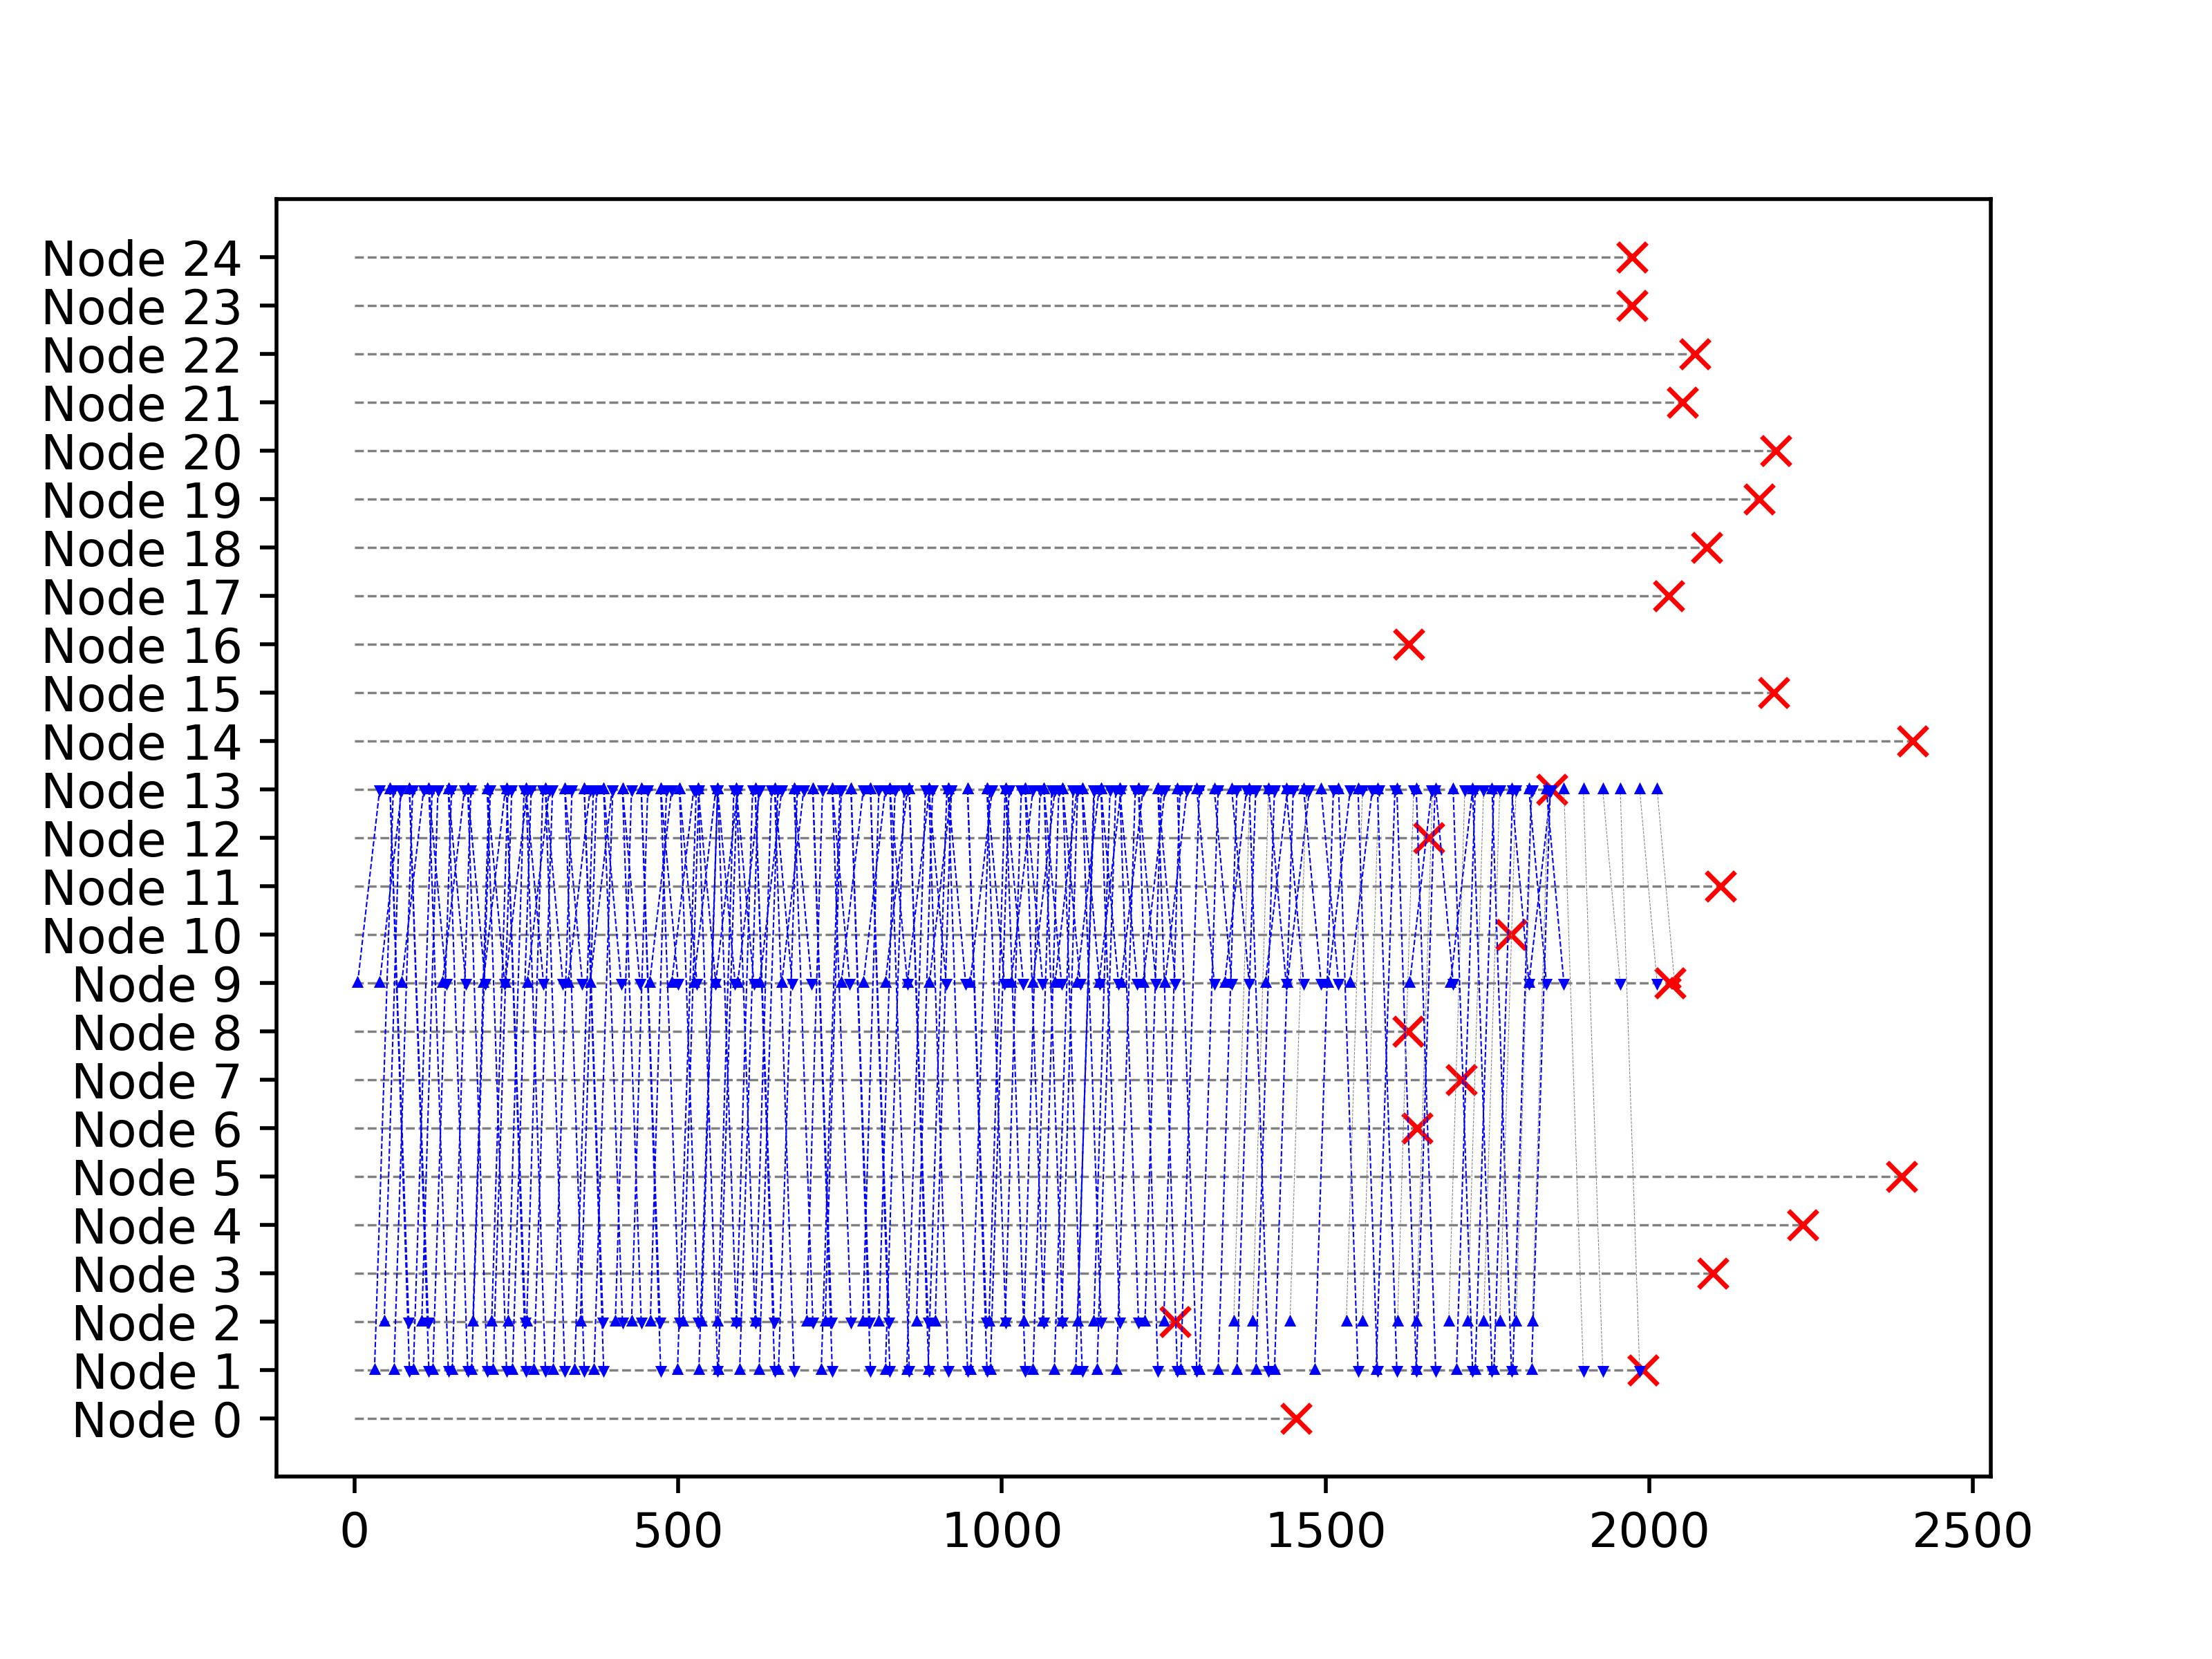 Node 24
Node 23
Node 22
Node 21
Node 20
Node 19
Node 18
Node 17
Node 16
Node 15
Node 14
Node 13
Node 12
Node 11
Node 10
Node 9
Node 8
Node 7
Node 6
Node 5
Node 4
Node 3
Node 2
Node 1
Node 0
0 500 1000 1500 2000 2500